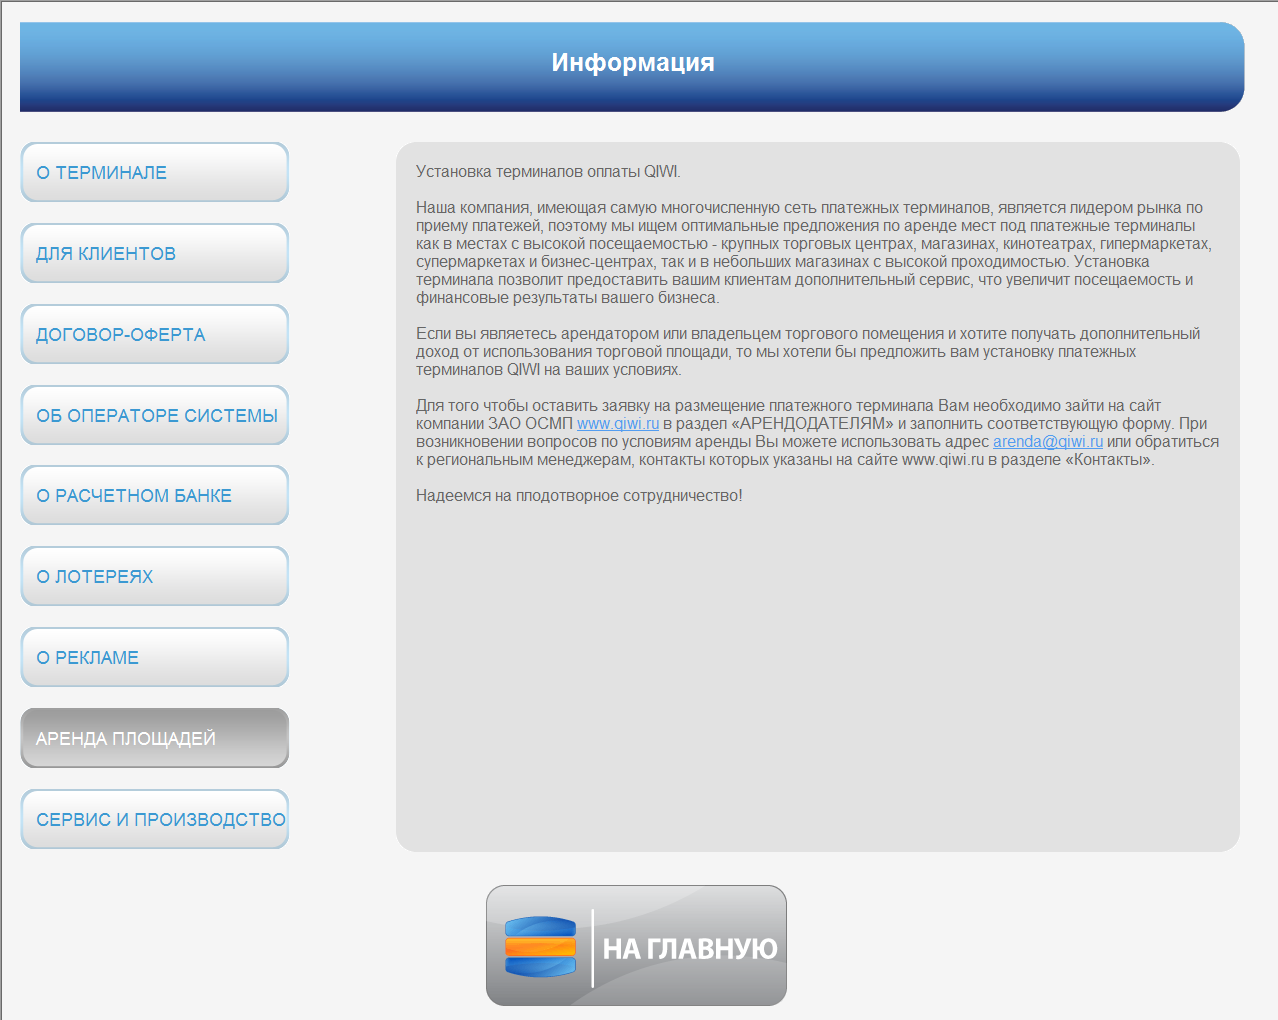 Информация
О ТЕРМИНАЛЕ
ДЛЯ КЛИЕНТОВ
ДОГОВОР-ОФЕРТА
ОБ ОПЕРАТОРЕ СИСТЕМЫ
О РАСЧЕТНОМ БАНКЕ
О ЛОТЕРЕЯХ
О РЕКЛАМЕ
АРЕНДА ПЛОЩАДЕЙ
СЕРВИС И ПРОИЗВОДСТВО
Установка терминалов оплаты QIWI.
Наша компания, имеющая самую многочисленную сеть платежных терминалов, является лидером рынка по
приему платежей, поэтому мы ищем оптимальные предложения по аренде мест под платежные терминалы
как в местах с высокой посещаемостью - крупных торговых центрах, магазинах, кинотеатрах, гипермаркетах,
супермаркетах и бизнес-центрах, так и в небольших магазинах с высокой проходимостью. Установка
терминала позволит предоставить вашим клиентам дополнительный сервис, что увеличит посещаемость и
финансовые результаты вашего бизнеса.
Если вы являетесь арендатором или владельцем торгового помещения и хотите получать дополнительный
доход от использования торговой площади, то мы хотели бы предложить вам установку платежных
терминалов QIWI на ваших условиях.
Для того чтобы оставить заявку на размещение платежного терминала Вам необходимо зайти на сайт
компании ЗАО ОСМП www.qiwi.ru в раздел «АРЕНДОДАТЕЛЯМ» и заполнить соответствующую форму. При
возникновении вопросов по условиям аренды Вы можете использовать адрес arenda@qiwi.ru или обратиться
к региональным менеджерам, контакты которых указаны на сайте www.qiwi.ru в разделе «Контакты».
Надеемся на плодотворное сотрудничество!
НА ГЛАВНУЮ